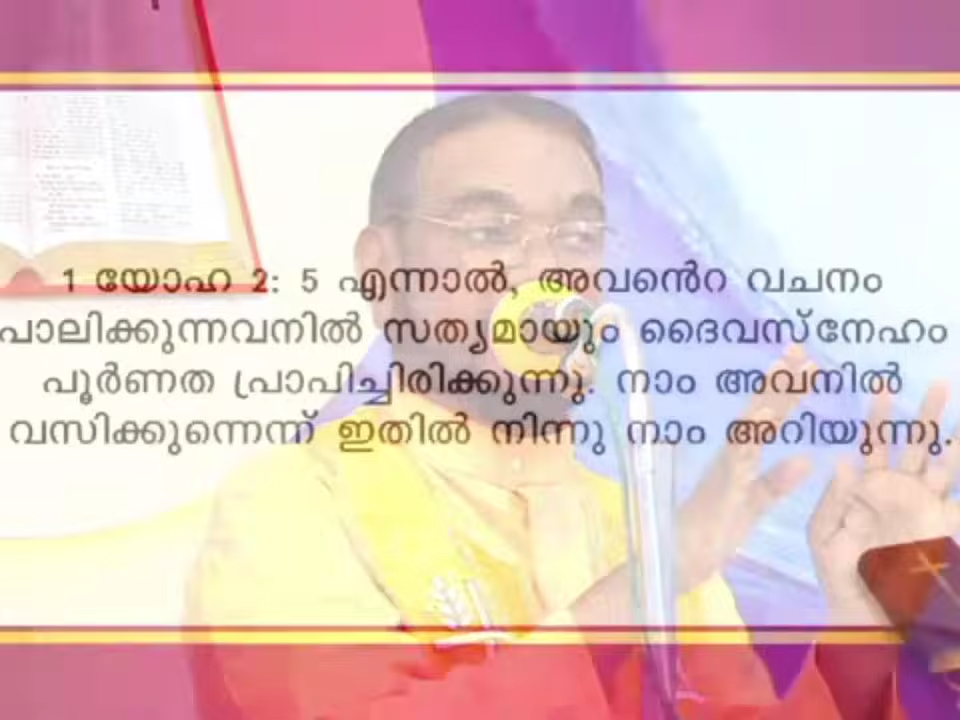 1 യോഹ 2: 5 എന്നാൽ, അവൻെറ വചനം
പാലിക്കുന്നവനിൽ സത്യമായും ദൈവസ്നേഹം
പൂർണത പ്രാപിച്ചിരിക്കുന്നു. നാം അവനിൽ
വസിക്കുന്നെന്ന് ഇതിൽ നിന്നു നാം അറിയുന്നു.